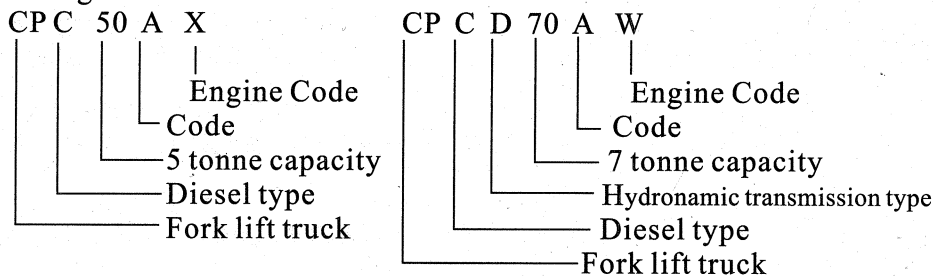 CP C 50 A X CP C D 70 A W
Engine Code Engine Code
Code Code
5 tonne capacity 7 tonne capacity
Diesel type Hydronamic transmission type
Fork lift truck Diesel type
Fork lift truck